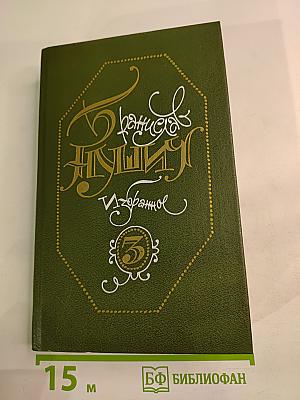 Бранислав
НУШИЧ
Избранное
3
15 м
БФ БИБЛИОФАН